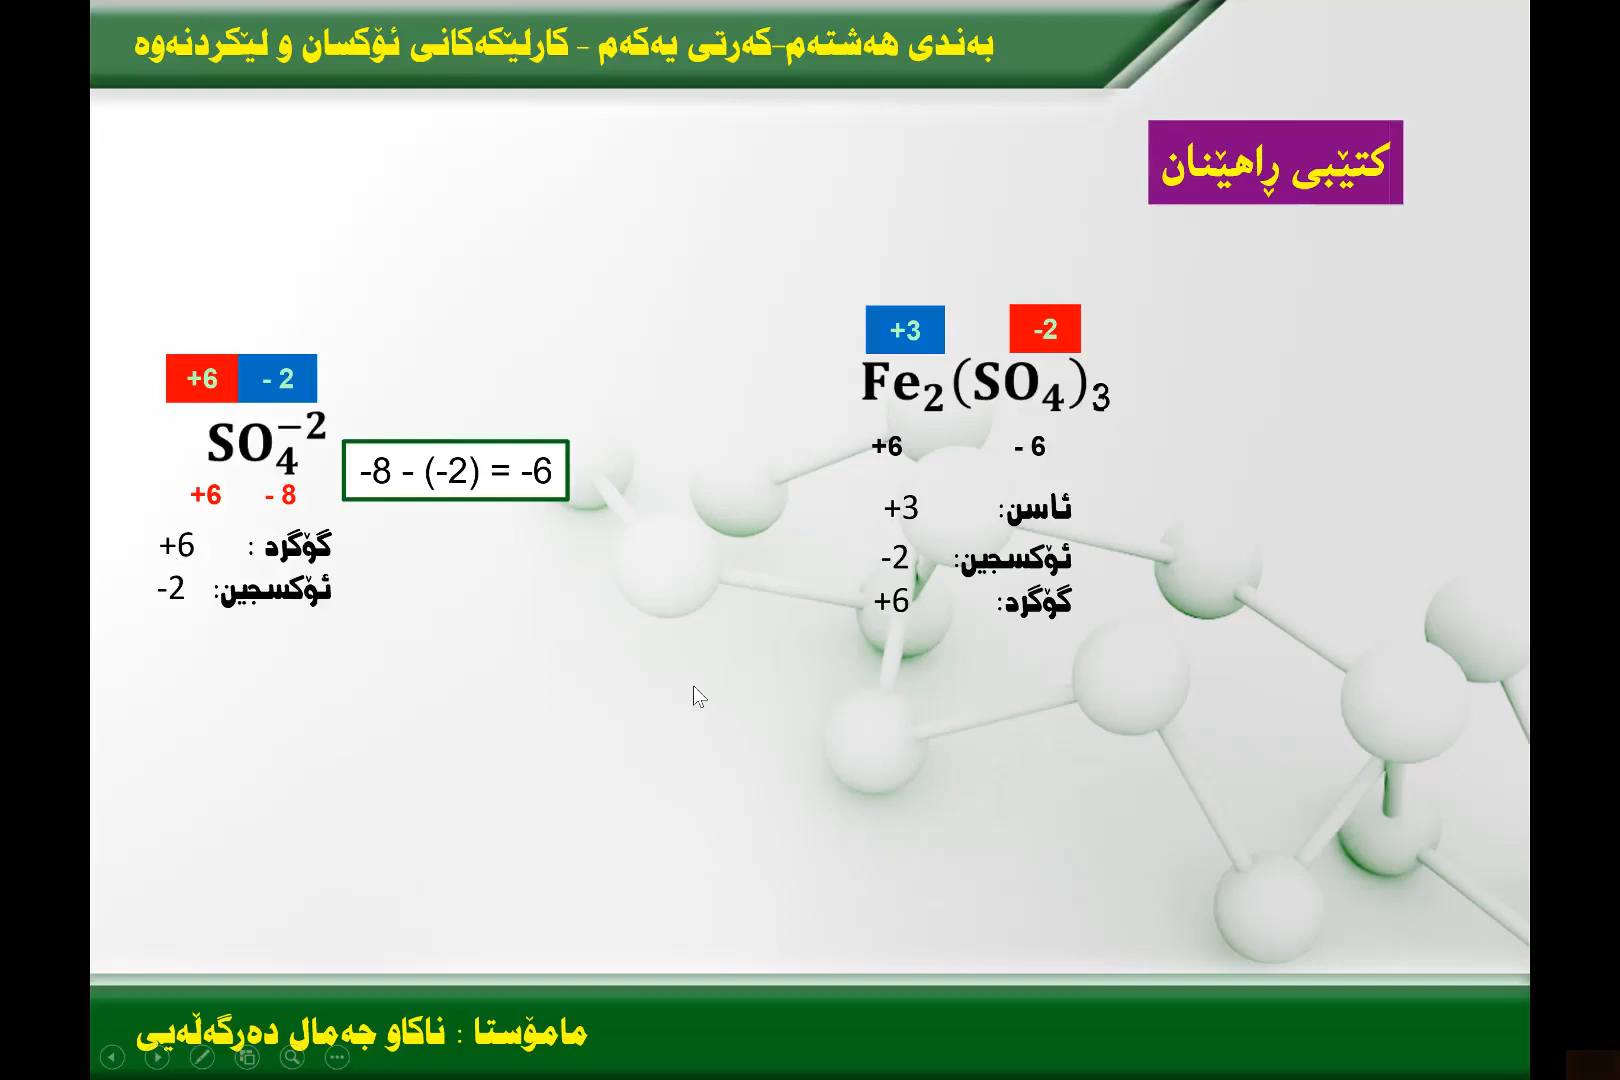 بەندی هەشتەم-کەرتی یەکەم - کارلێکەکانی ئۆکسان و لێکردنەوە
کتێبی ڕاهێنان
+3 -2
Fe₂(SO₄)₃
+6 - 6
ئاسن: +3
ئۆکسجین: -2
گۆگرد: +6
+6 - 2
SO₄⁻²
+6 - 8
-8 - (-2) = -6
گۆگرد : +6
ئۆکسجین: -2
مامۆستا : ناکاو جەمال دەرگەڵەیی